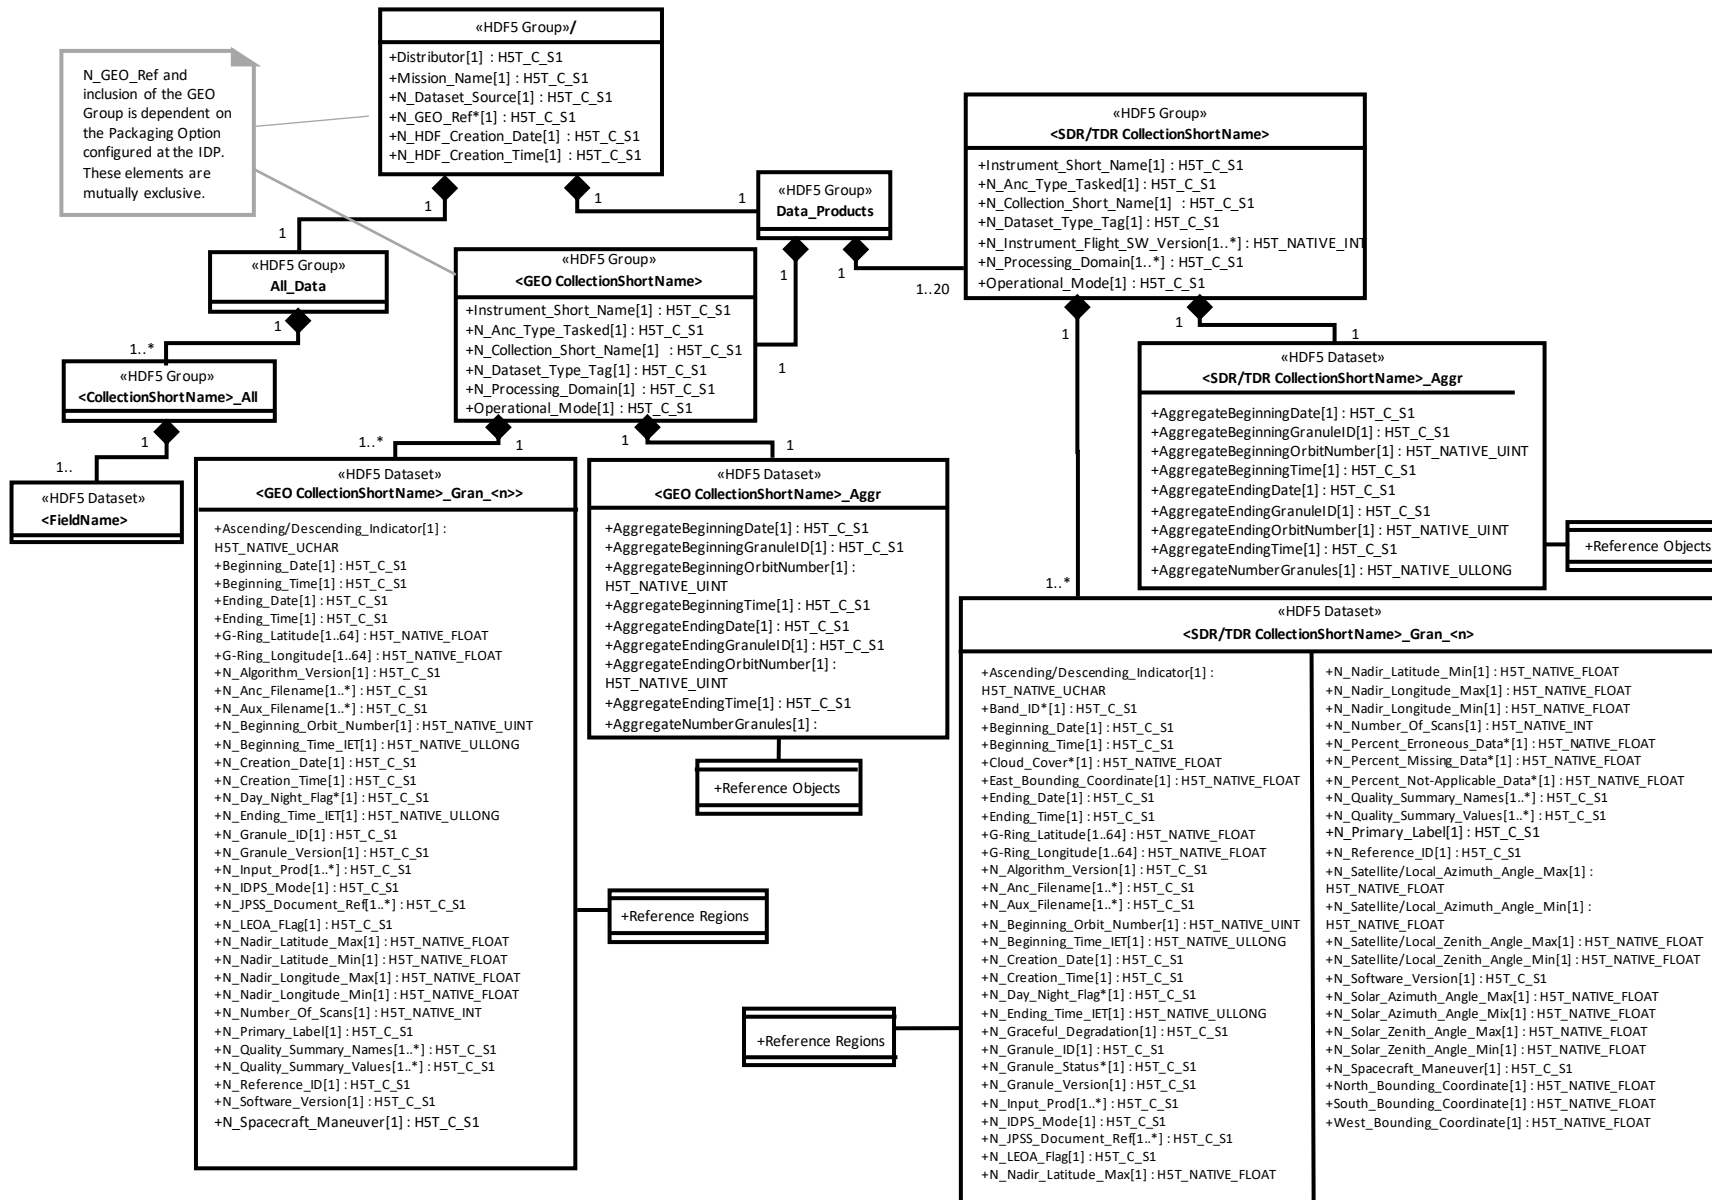 «HDF5 Group»/
+Distributor[1] : H5T_C_S1
+Mission_Name[1] : H5T_C_S1
+N_Dataset_Source[1] : H5T_C_S1
+N_GEO_Ref*[1] : H5T_C_S1
+N_HDF_Creation_Date[1] : H5T_C_S1
+N_HDF_Creation_Time[1] : H5T_C_S1
N_GEO_Ref and
inclusion of the GEO
Group is dependent on
the Packaging Option
configured at the IDP.
These elements are
mutually exclusive.
1
1
1
1
«HDF5 Group»
Data_Products
1
1
1..20
1
«HDF5 Group»
All_Data
1
1..*
«HDF5 Group»
<CollectionShortName>_All
1
1..
«HDF5 Dataset»
<FieldName>
«HDF5 Group»
<GEO CollectionShortName>
+Instrument_Short_Name[1] : H5T_C_S1
+N_Anc_Type_Tasked[1] : H5T_C_S1
+N_Collection_Short_Name[1] : H5T_C_S1
+N_Dataset_Type_Tag[1] : H5T_C_S1
+N_Processing_Domain[1] : H5T_C_S1
+Operational_Mode[1] : H5T_C_S1
1..*
1
1
1
«HDF5 Dataset»
<GEO CollectionShortName>_Gran_<n>>
+Ascending/Descending_Indicator[1] :
H5T_NATIVE_UCHAR
+Beginning_Date[1] : H5T_C_S1
+Beginning_Time[1] : H5T_C_S1
+Ending_Date[1] : H5T_C_S1
+Ending_Time[1] : H5T_C_S1
+G-Ring_Latitude[1..64] : H5T_NATIVE_FLOAT
+G-Ring_Longitude[1..64] : H5T_NATIVE_FLOAT
+N_Algorithm_Version[1] : H5T_C_S1
+N_Anc_Filename[1..*] : H5T_C_S1
+N_Aux_Filename[1..*] : H5T_C_S1
+N_Beginning_Orbit_Number[1] : H5T_NATIVE_UINT
+N_Beginning_Time_IET[1] : H5T_NATIVE_ULLONG
+N_Creation_Date[1] : H5T_C_S1
+N_Creation_Time[1] : H5T_C_S1
+N_Day_Night_Flag*[1] : H5T_C_S1
+N_Ending_Time_IET[1] : H5T_NATIVE_ULLONG
+N_Granule_ID[1] : H5T_C_S1
+N_Granule_Version[1] : H5T_C_S1
+N_Input_Prod[1..*] : H5T_C_S1
+N_IDPS_Mode[1] : H5T_C_S1
+N_JPSS_Document_Ref[1..*] : H5T_C_S1
+N_LEOA_FLag[1] : H5T_C_S1
+N_Nadir_Latitude_Max[1] : H5T_NATIVE_FLOAT
+N_Nadir_Latitude_Min[1] : H5T_NATIVE_FLOAT
+N_Nadir_Longitude_Max[1] : H5T_NATIVE_FLOAT
+N_Nadir_Longitude_Min[1] : H5T_NATIVE_FLOAT
+N_Number_Of_Scans[1] : H5T_NATIVE_INT
+N_Primary_Label[1] : H5T_C_S1
+N_Quality_Summary_Names[1..*] : H5T_C_S1
+N_Quality_Summary_Values[1..*] : H5T_C_S1
+N_Reference_ID[1] : H5T_C_S1
+N_Software_Version[1] : H5T_C_S1
+N_Spacecraft_Maneuver[1] : H5T_C_S1
+Reference Regions
«HDF5 Dataset»
<GEO CollectionShortName>_Aggr
+AggregateBeginningDate[1] : H5T_C_S1
+AggregateBeginningGranuleID[1] : H5T_C_S1
+AggregateBeginningOrbitNumber[1] :
H5T_NATIVE_UINT
+AggregateBeginningTime[1] : H5T_C_S1
+AggregateEndingDate[1] : H5T_C_S1
+AggregateEndingGranuleID[1] : H5T_C_S1
+AggregateEndingOrbitNumber[1] :
H5T_NATIVE_UINT
+AggregateEndingTime[1] : H5T_C_S1
+AggregateNumberGranules[1] :
+Reference Objects
«HDF5 Group»
<SDR/TDR CollectionShortName>
+Instrument_Short_Name[1] : H5T_C_S1
+N_Anc_Type_Tasked[1] : H5T_C_S1
+N_Collection_Short_Name[1] : H5T_C_S1
+N_Dataset_Type_Tag[1] : H5T_C_S1
+N_Instrument_Flight_SW_Version[1..*] : H5T_NATIVE_INT
+N_Processing_Domain[1..*] : H5T_C_S1
+Operational_Mode[1] : H5T_C_S1
1
1
1
1..*
«HDF5 Dataset»
<SDR/TDR CollectionShortName>_Aggr
+AggregateBeginningDate[1] : H5T_C_S1
+AggregateBeginningGranuleID[1] : H5T_C_S1
+AggregateBeginningOrbitNumber[1] : H5T_NATIVE_UINT
+AggregateBeginningTime[1] : H5T_C_S1
+AggregateEndingDate[1] : H5T_C_S1
+AggregateEndingGranuleID[1] : H5T_C_S1
+AggregateEndingOrbitNumber[1] : H5T_NATIVE_UINT
+AggregateEndingTime[1] : H5T_C_S1
+AggregateNumberGranules[1] : H5T_NATIVE_ULLONG
+Reference Objects
«HDF5 Dataset»
<SDR/TDR CollectionShortName>_Gran_<n>
+Ascending/Descending_Indicator[1] :
H5T_NATIVE_UCHAR
+Band_ID*[1] : H5T_C_S1
+Beginning_Date[1] : H5T_C_S1
+Beginning_Time[1] : H5T_C_S1
+Cloud_Cover*[1] : H5T_NATIVE_FLOAT
+East_Bounding_Coordinate[1] : H5T_NATIVE_FLOAT
+Ending_Date[1] : H5T_C_S1
+Ending_Time[1] : H5T_C_S1
+G-Ring_Latitude[1..64] : H5T_NATIVE_FLOAT
+G-Ring_Longitude[1..64] : H5T_NATIVE_FLOAT
+N_Algorithm_Version[1] : H5T_C_S1
+N_Anc_Filename[1..*] : H5T_C_S1
+N_Aux_Filename[1..*] : H5T_C_S1
+N_Beginning_Orbit_Number[1] : H5T_NATIVE_UINT
+N_Beginning_Time_IET[1] : H5T_NATIVE_ULLONG
+N_Creation_Date[1] : H5T_C_S1
+N_Creation_Time[1] : H5T_C_S1
+N_Day_Night_Flag*[1] : H5T_C_S1
+N_Ending_Time_IET[1] : H5T_NATIVE_ULLONG
+N_Graceful_Degradation[1] : H5T_C_S1
+N_Granule_ID[1] : H5T_C_S1
+N_Granule_Status*[1] : H5T_C_S1
+N_Granule_Version[1] : H5T_C_S1
+N_Input_Prod[1..*] : H5T_C_S1
+N_IDPS_Mode[1] : H5T_C_S1
+N_JPSS_Document_Ref[1..*] : H5T_C_S1
+N_LEOA_Flag[1] : H5T_C_S1
+N_Nadir_Latitude_Max[1] : H5T_NATIVE_FLOAT
+N_Nadir_Latitude_Min[1] : H5T_NATIVE_FLOAT
+N_Nadir_Longitude_Max[1] : H5T_NATIVE_FLOAT
+N_Nadir_Longitude_Min[1] : H5T_NATIVE_FLOAT
+N_Number_Of_Scans[1] : H5T_NATIVE_INT
+N_Percent_Erroneous_Data*[1] : H5T_NATIVE_FLOAT
+N_Percent_Missing_Data*[1] : H5T_NATIVE_FLOAT
+N_Percent_Not-Applicable_Data*[1] : H5T_NATIVE_FLOAT
+N_Quality_Summary_Names[1..*] : H5T_C_S1
+N_Quality_Summary_Values[1..*] : H5T_C_S1
+N_Primary_Label[1] : H5T_C_S1
+N_Reference_ID[1] : H5T_C_S1
+N_Satellite/Local_Azimuth_Angle_Max[1] :
H5T_NATIVE_FLOAT
+N_Satellite/Local_Azimuth_Angle_Min[1] :
H5T_NATIVE_FLOAT
+N_Satellite/Local_Zenith_Angle_Max[1] : H5T_NATIVE_FLOAT
+N_Satellite/Local_Zenith_Angle_Min[1] : H5T_NATIVE_FLOAT
+N_Software_Version[1] : H5T_C_S1
+N_Solar_Azimuth_Angle_Max[1] : H5T_NATIVE_FLOAT
+N_Solar_Azimuth_Angle_Mix[1] : H5T_NATIVE_FLOAT
+N_Solar_Zenith_Angle_Max[1] : H5T_NATIVE_FLOAT
+N_Solar_Zenith_Angle_Min[1] : H5T_NATIVE_FLOAT
+N_Spacecraft_Maneuver[1] : H5T_C_S1
+North_Bounding_Coordinate[1] : H5T_NATIVE_FLOAT
+South_Bounding_Coordinate[1] : H5T_NATIVE_FLOAT
+West_Bounding_Coordinate[1] : H5T_NATIVE_FLOAT
+Reference Regions